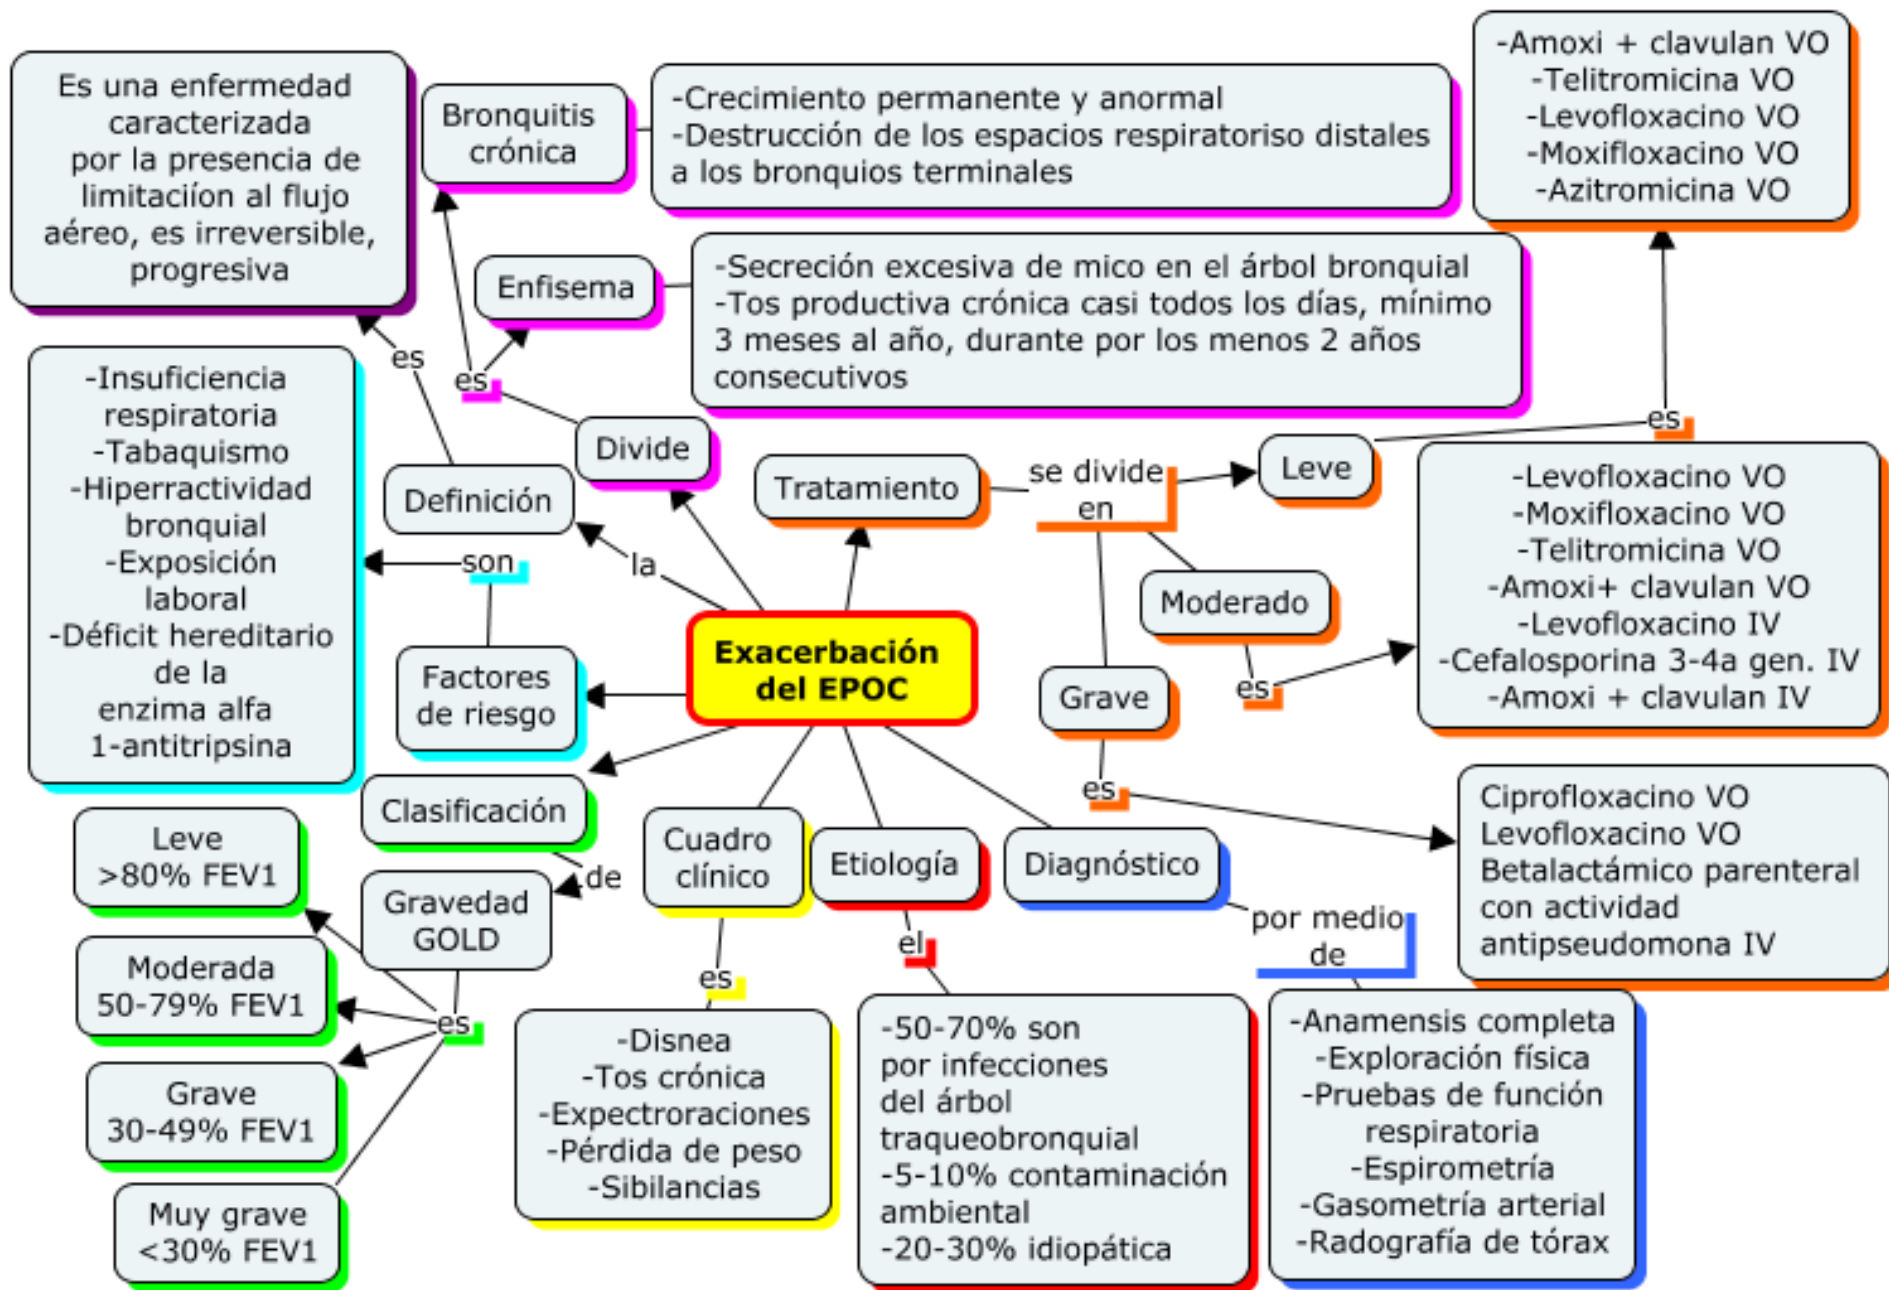 Es una enfermedad
caracterizada
por la presencia de
limitaciíon al flujo
aéreo, es irreversible,
progresiva
Bronquitis
crónica
-Crecimiento permanente y anormal
-Destrucción de los espacios respiratoriso distales
a los bronquios terminales
-Amoxi + clavulan VO
-Telitromicina VO
-Levofloxacino VO
-Moxifloxacino VO
-Azitromicina VO
Enfisema
-Secreción excesiva de mico en el árbol bronquial
-Tos productiva crónica casi todos los días, mínimo
3 meses al año, durante por los menos 2 años
consecutivos
es
es
es
-Insuficiencia
respiratoria
-Tabaquismo
-Hiperractividad
bronquial
-Exposición
laboral
-Déficit hereditario
de la
enzima alfa
1-antitripsina
Definición
Divide
Tratamiento
se divide
en
Leve
-Levofloxacino VO
-Moxifloxacino VO
-Telitromicina VO
-Amoxi+ clavulan VO
-Levofloxacino IV
-Cefalosporina 3-4a gen. IV
-Amoxi + clavulan IV
son
la
Moderado
es
Factores
de riesgo
Exacerbación
del EPOC
Grave
es
Ciprofloxacino VO
Levofloxacino VO
Betalactámico parenteral
con actividad
antipseudomona IV
Clasificación
de
Gravedad
GOLD
es
Leve
>80% FEV1
Moderada
50-79% FEV1
Grave
30-49% FEV1
Muy grave
<30% FEV1
Cuadro
clínico
es
-Disnea
-Tos crónica
-Expectroraciones
-Pérdida de peso
-Sibilancias
Etiología
el
-50-70% son
por infecciones
del árbol
traqueobronquial
-5-10% contaminación
ambiental
-20-30% idiopática
Diagnóstico
por medio
de
-Anamensis completa
-Exploración física
-Pruebas de función
respiratoria
-Espirometría
-Gasometría arterial
-Radografía de tórax